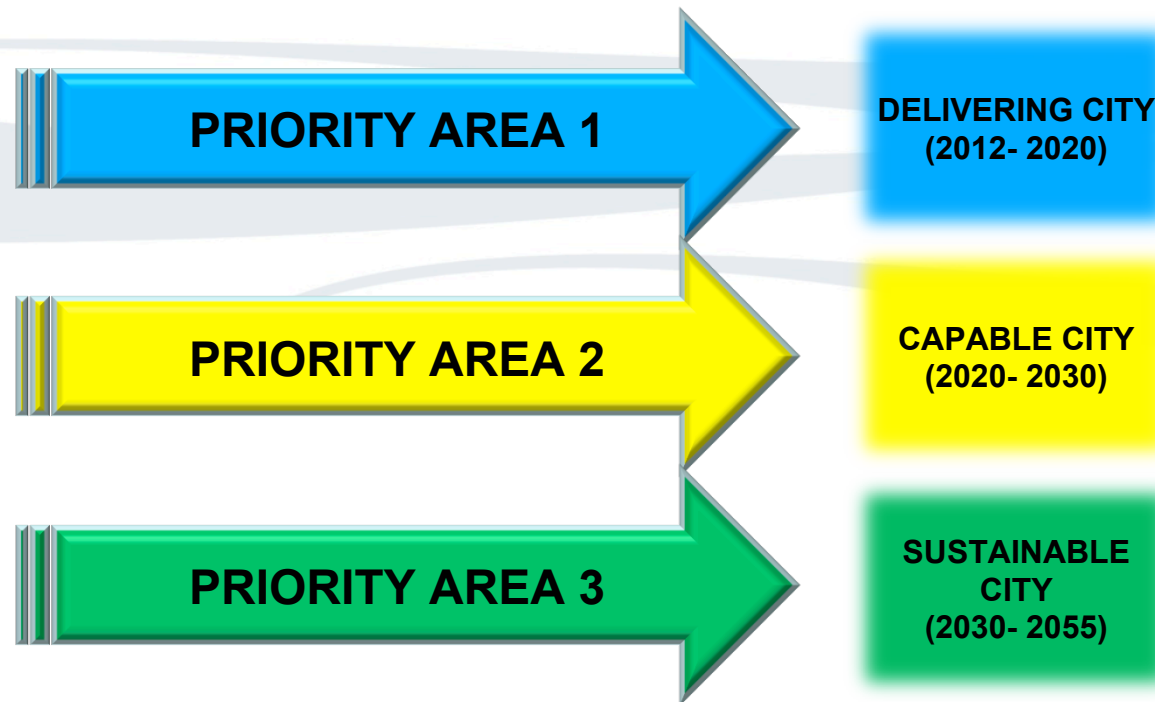 PRIORITY AREA 1
DELIVERING CITY
(2012- 2020)
PRIORITY AREA 2
CAPABLE CITY
(2020- 2030)
PRIORITY AREA 3
SUSTAINABLE
CITY
(2030- 2055)